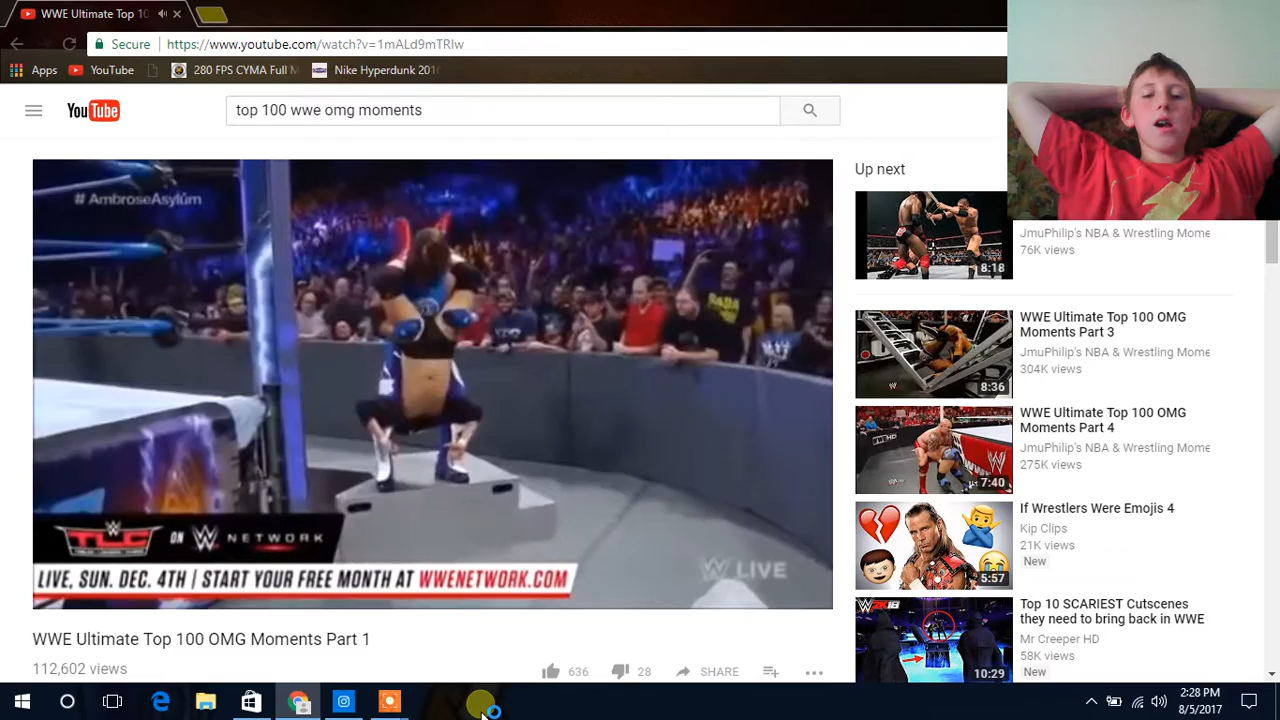 WWE Ultimate Top 10
Secure
https://www.youtube.com/watch?v=1mALd9mTRIw
Apps
YouTube
280 FPS CYMA Full M
Nike Hyperdunk 201
YouTube
top 100 wwe omg moments
# AmbroseAsylum
TLC ON W NETWORK
LIVE, SUN. DEC. 4TH | START YOUR FREE MONTH AT WWENETWORK.COM
LIVE
WWE Ultimate Top 100 OMG Moments Part 1
112,602 views
636
28
SHARE
Up next
JmuPhilip's NBA & Wrestling Mome
76K views
8:18
WWE Ultimate Top 100 OMG
Moments Part 3
JmuPhilip's NBA & Wrestling Mome
304K views
8:36
WWE Ultimate Top 100 OMG
Moments Part 4
JmuPhilip's NBA & Wrestling Mome
275K views
7:40
If Wrestlers Were Emojis 4
Kip Clips
21K views
New
5:57
Top 10 SCARIEST Cutscenes
they need to bring back in WWE
Mr Creeper HD
58K views
New
W2K18
10:29
2:28 PM
8/5/2017